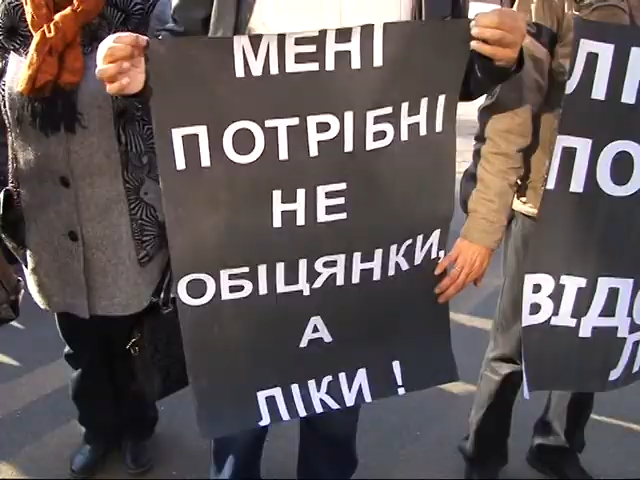 МЕНІ
ПОТРІБНІ
НЕ
ОБІЦЯНКИ,
А
ЛІКИ!